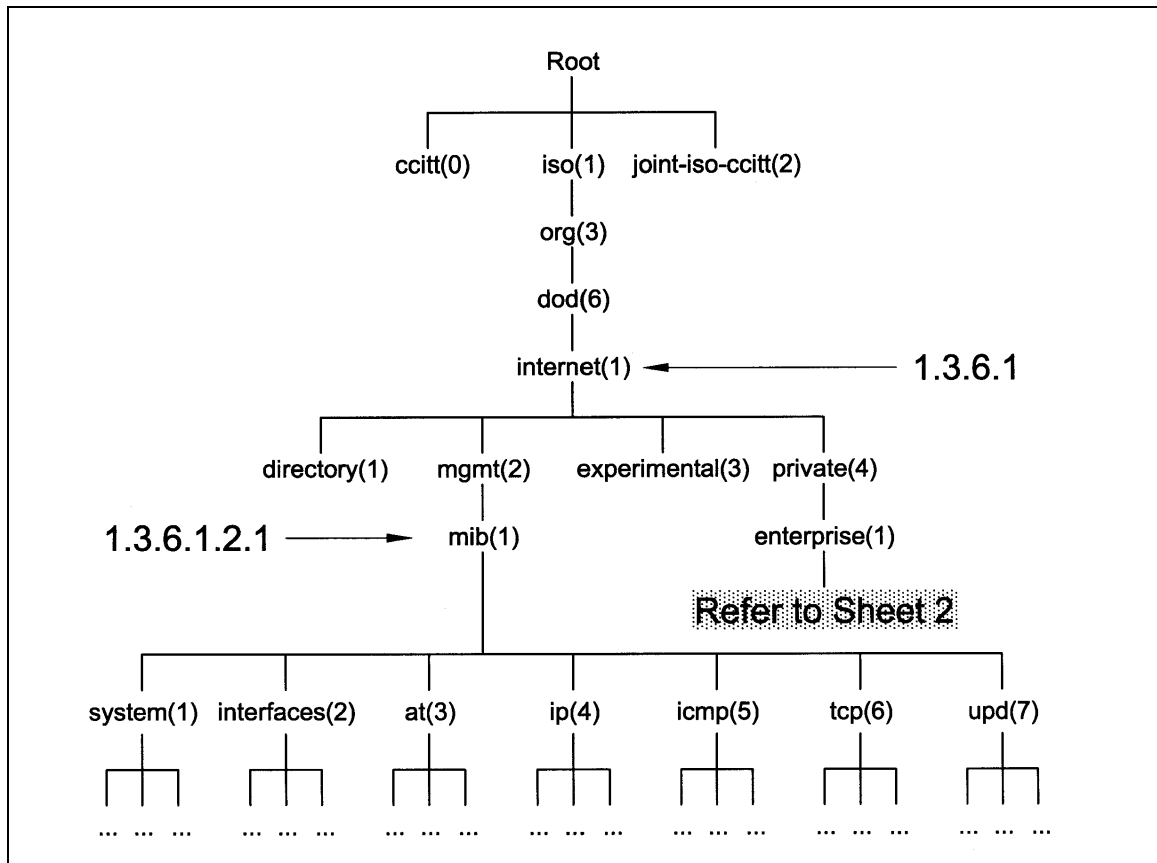 Root
ccitt(0) iso(1) joint-iso-ccitt(2)
org(3)
dod(6)
internet(1) 1.3.6.1
directory(1) mgmt(2) experimental(3) private(4)
1.3.6.1.2.1 mib(1) enterprise(1)
Refer to Sheet 2
system(1) interfaces(2) at(3) ip(4) icmp(5) tcp(6) upd(7)
... ... ... ... ... ... ... ... ... ... ... ... ... ... ... ... ... ... ... ... ...